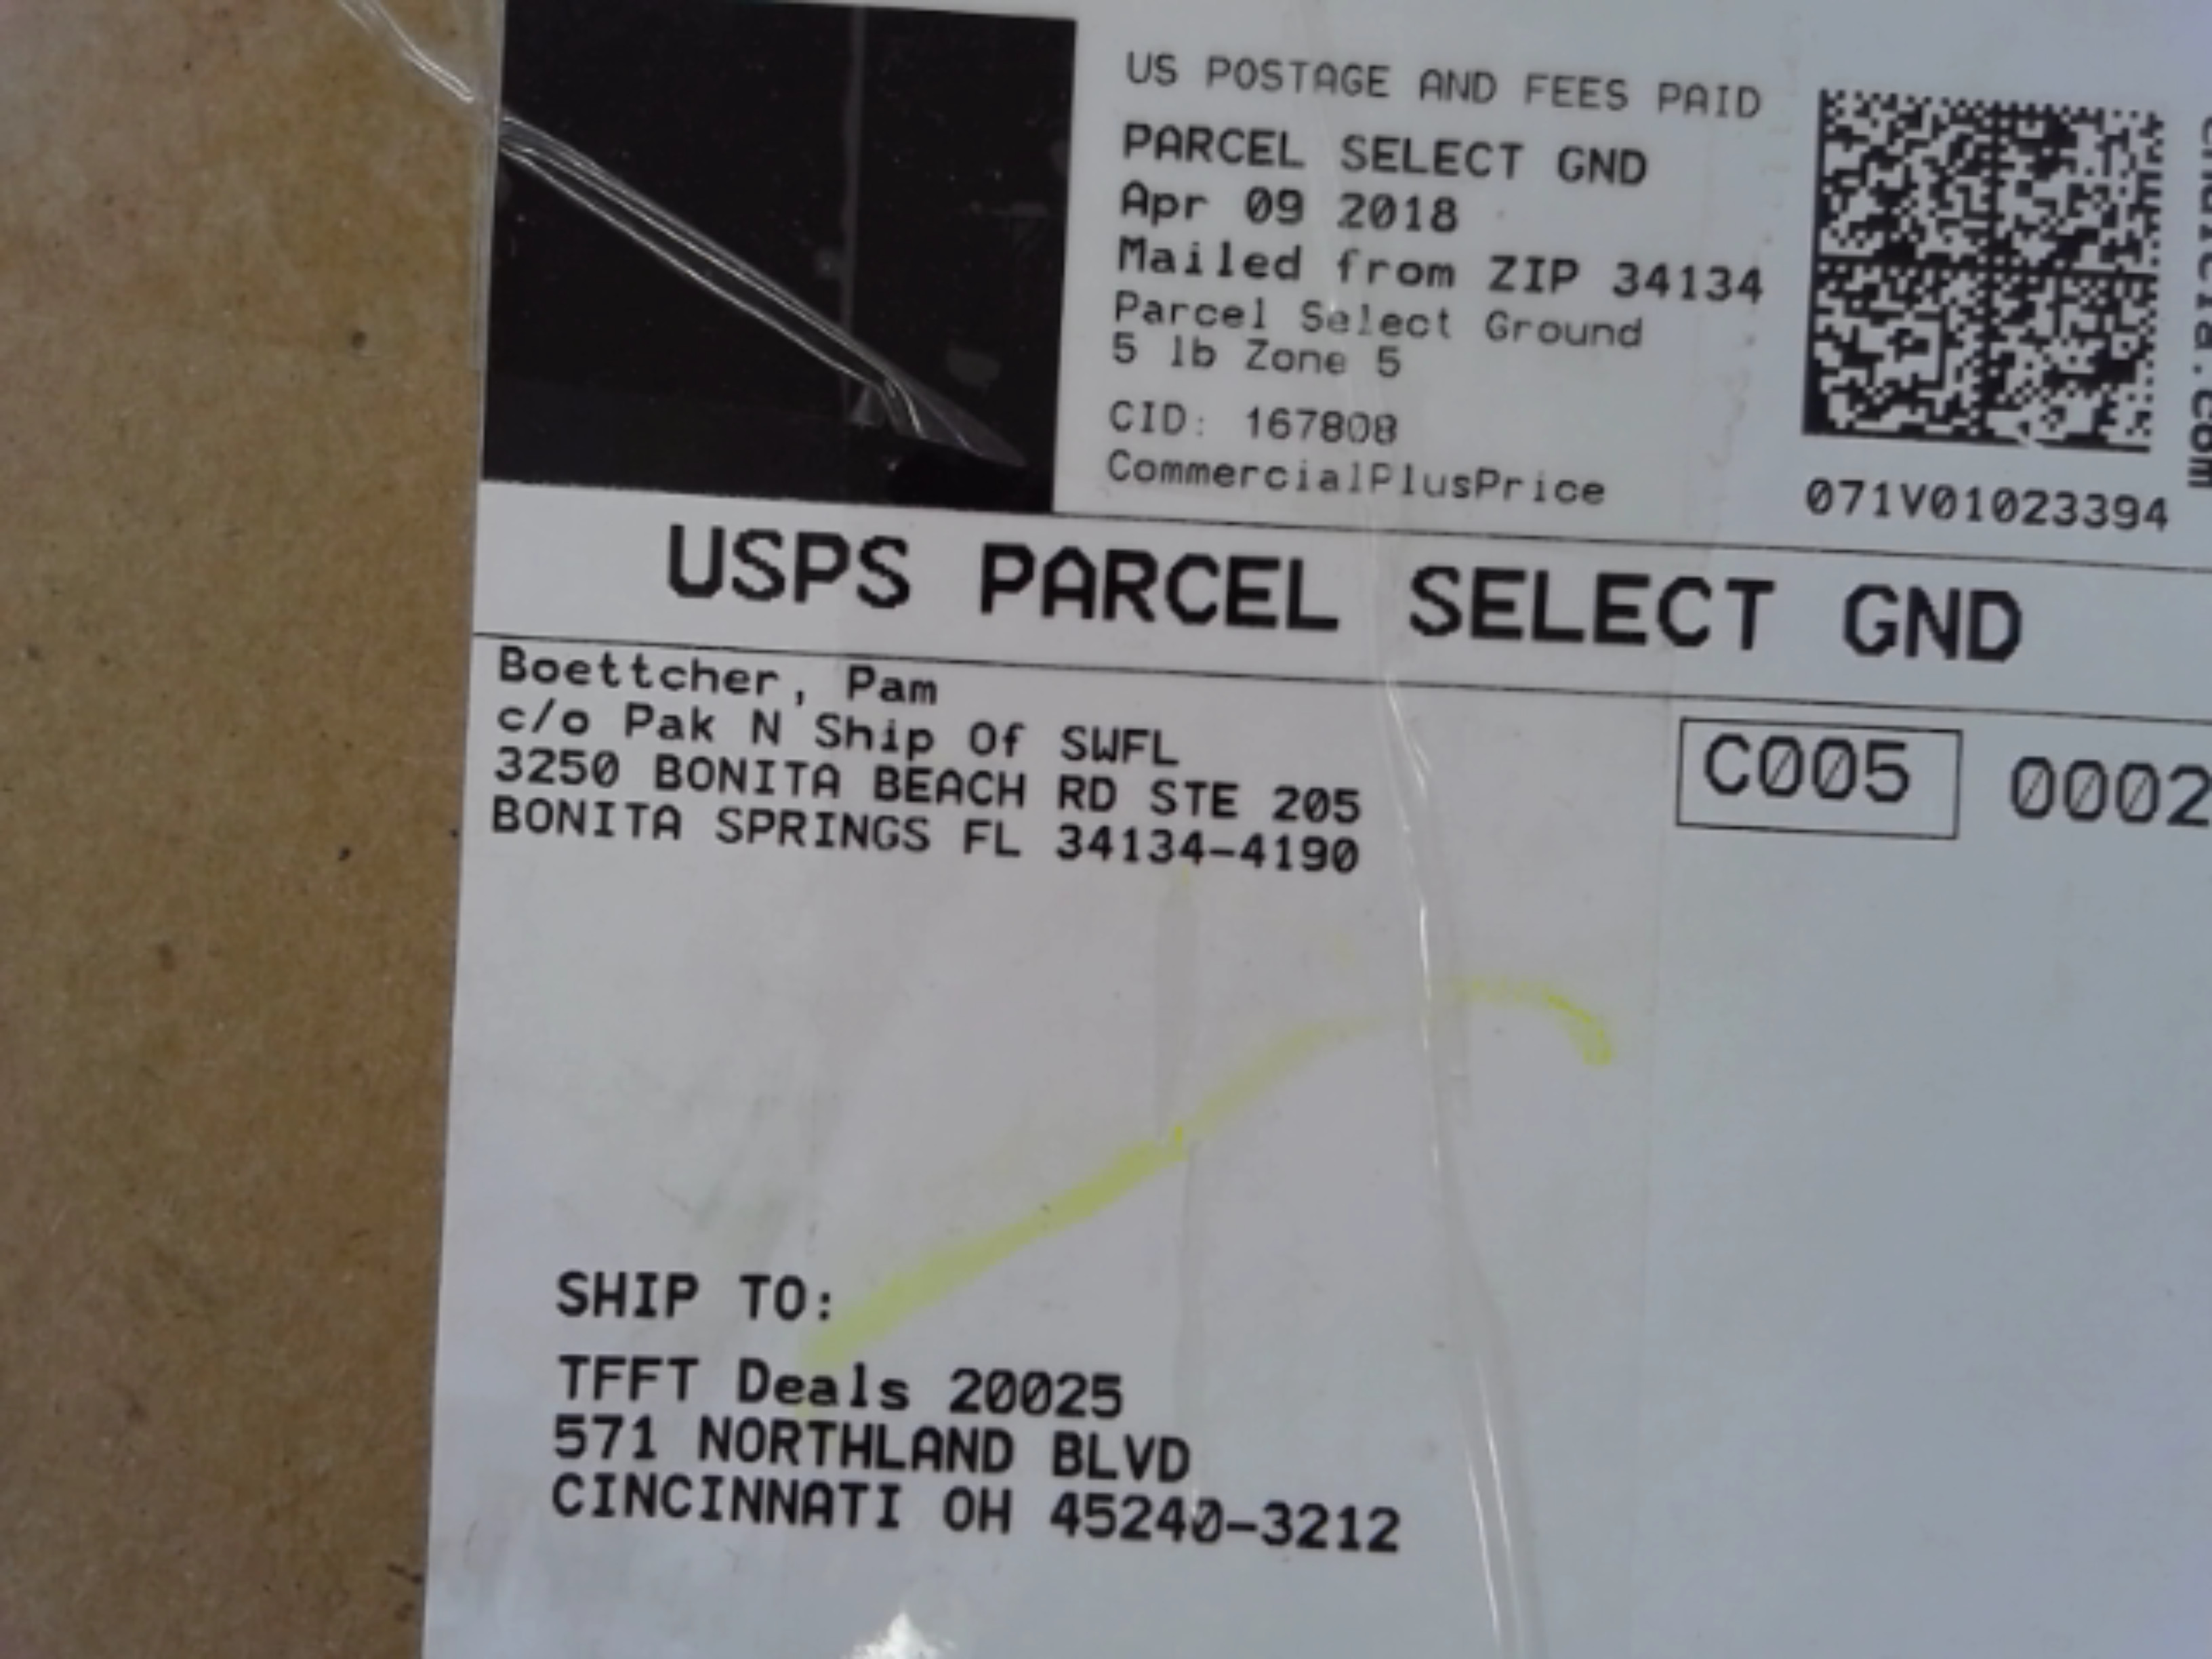 US POSTAGE AND FEES PAID
PARCEL SELECT GND
Apr 09 2018
Mailed from ZIP 34134
Parcel Select Ground
5 lb Zone 5
CID: 167808
CommercialPlusPrice
071V01023394
USPS PARCEL SELECT GND
Boettcher, Pam
c/o Pak N Ship Of SWFL
3250 BONITA BEACH RD STE 205
BONITA SPRINGS FL 34134-4190
C005 0002
SHIP TO:
TFFT Deals 20025
571 NORTHLAND BLVD
CINCINNATI OH 45240-3212